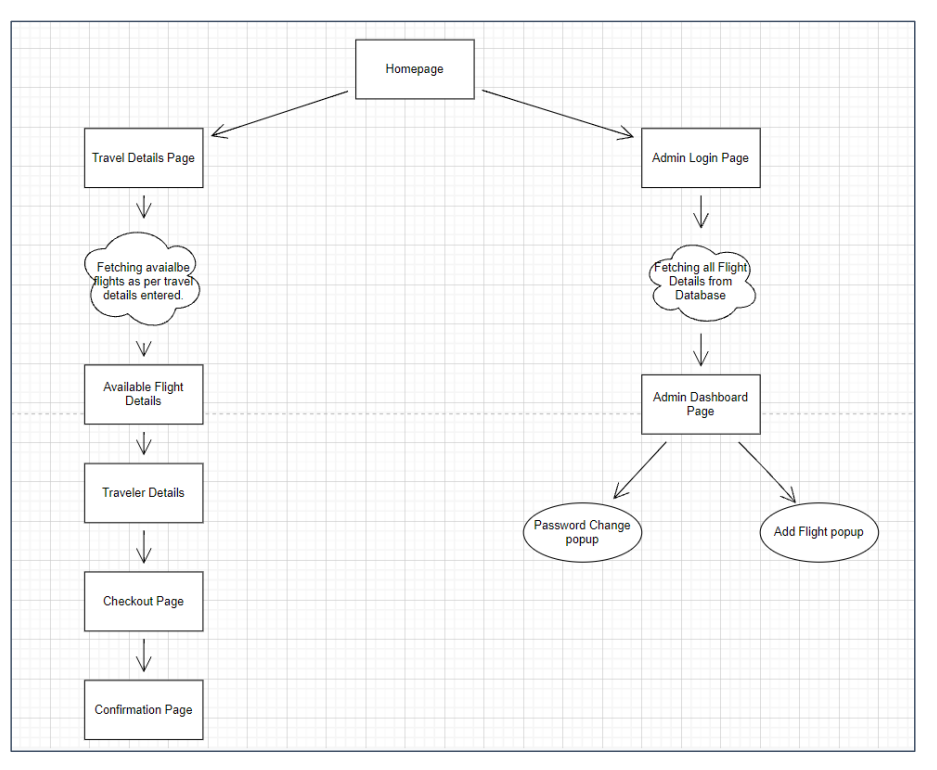 Homepage
Travel Details Page
Admin Login Page
Fetching avaialbe
flights as per travel
details entered.
Fetching all Flight
Details from
Database
Available Flight
Details
Admin Dashboard
Page
Traveler Details
Password Change
popup
Add Flight popup
Checkout Page
Confirmation Page